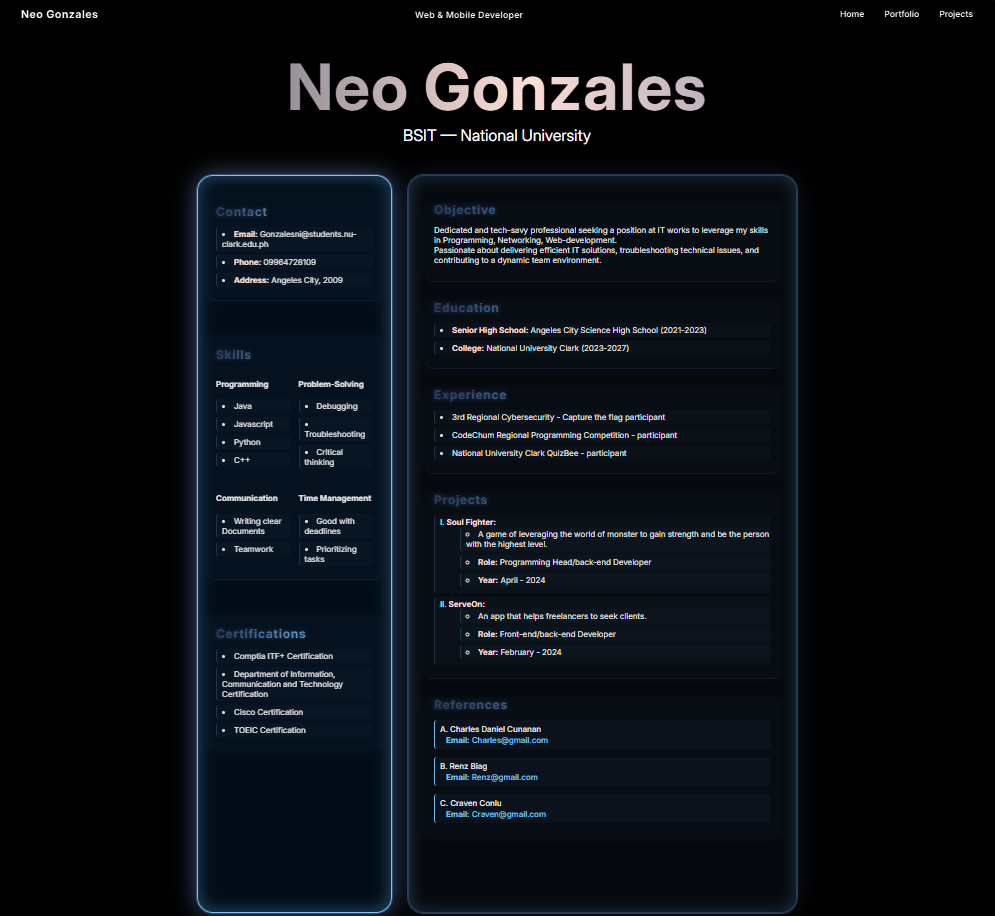 Neo Gonzales
Web & Mobile Developer
Home
Portfolio
Projects
Neo Gonzales
BSIT — National University
Contact
• Email: Gonzalesni@students.nu-
clark.edu.ph
• Phone: 09964728109
• Address: Angeles City, 2009
Skills
Programming
• Java
• Javascript
• Python
• C++
Problem-Solving
• Debugging
•
Troubleshooting
• Critical
thinking
Communication
• Writing clear
Documents
• Teamwork
Time Management
• Good with
deadlines
• Prioritizing
tasks
Certifications
• Comptia ITF+ Certification
• Department of Information,
Communication and Technology
Certification
• Cisco Certification
• TOEIC Certification
Objective
Dedicated and tech-savy professional seeking a position at IT works to leverage my skills
in Programming, Networking, Web-development.
Passionate about delivering efficient IT solutions, troubleshooting technical issues, and
contributing to a dynamic team environment.
Education
• Senior High School: Angeles City Science High School (2021-2023)
• College: National University Clark (2023-2027)
Experience
• 3rd Regional Cybersecurity - Capture the flag participant
• CodeChum Regional Programming Competition - participant
• National University Clark QuizBee - participant
Projects
I. Soul Fighter:
◦ A game of leveraging the world of monster to gain strength and be the person
with the highest level.
◦ Role: Programming Head/back-end Developer
◦ Year: April - 2024
II. ServeOn:
◦ An app that helps freelancers to seek clients.
◦ Role: Front-end/back-end Developer
◦ Year: February - 2024
References
A. Charles Daniel Cunanan
Email: Charles@gmail.com
B. Renz Biag
Email: Renz@gmail.com
C. Craven Conlu
Email: Craven@gmail.com